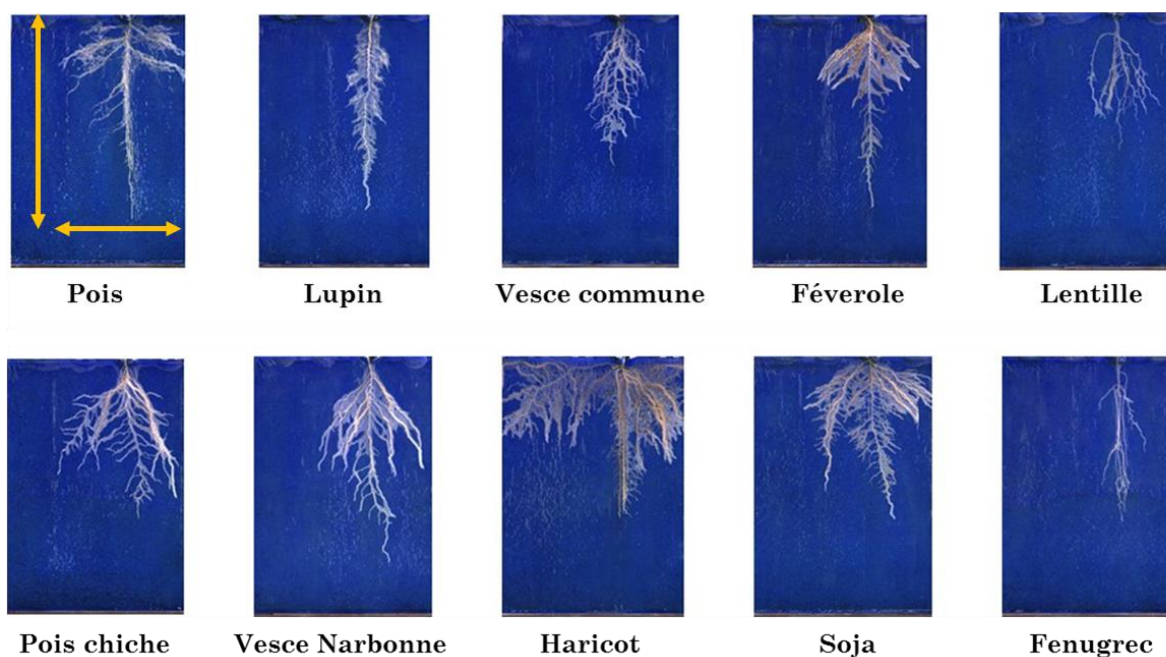 Pois
Lupin
Vesce commune
Féverole
Lentille
Pois chiche
Vesce Narbonne
Haricot
Soja
Fenugrec